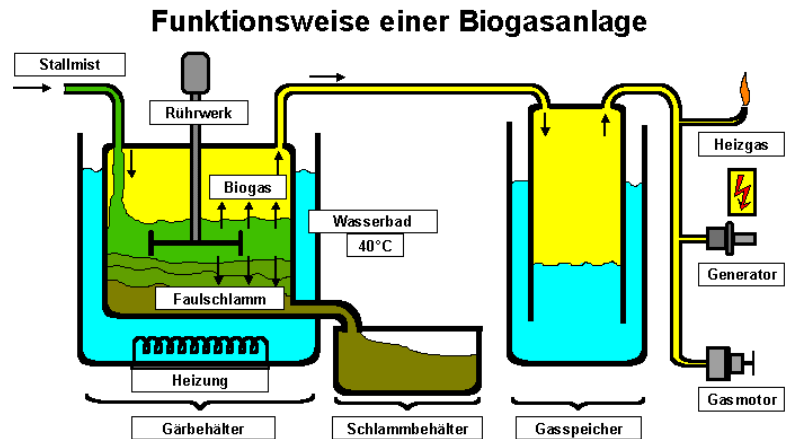 Funktionsweise einer Biogasanlage
Stallmist
Rührwerk
Biogas
Wasserbad
40°C
Faulschlamm
Heizung
Heizgas
Generator
Gasmotor
Gärbehälter
Schlammbehälter
Gasspeicher